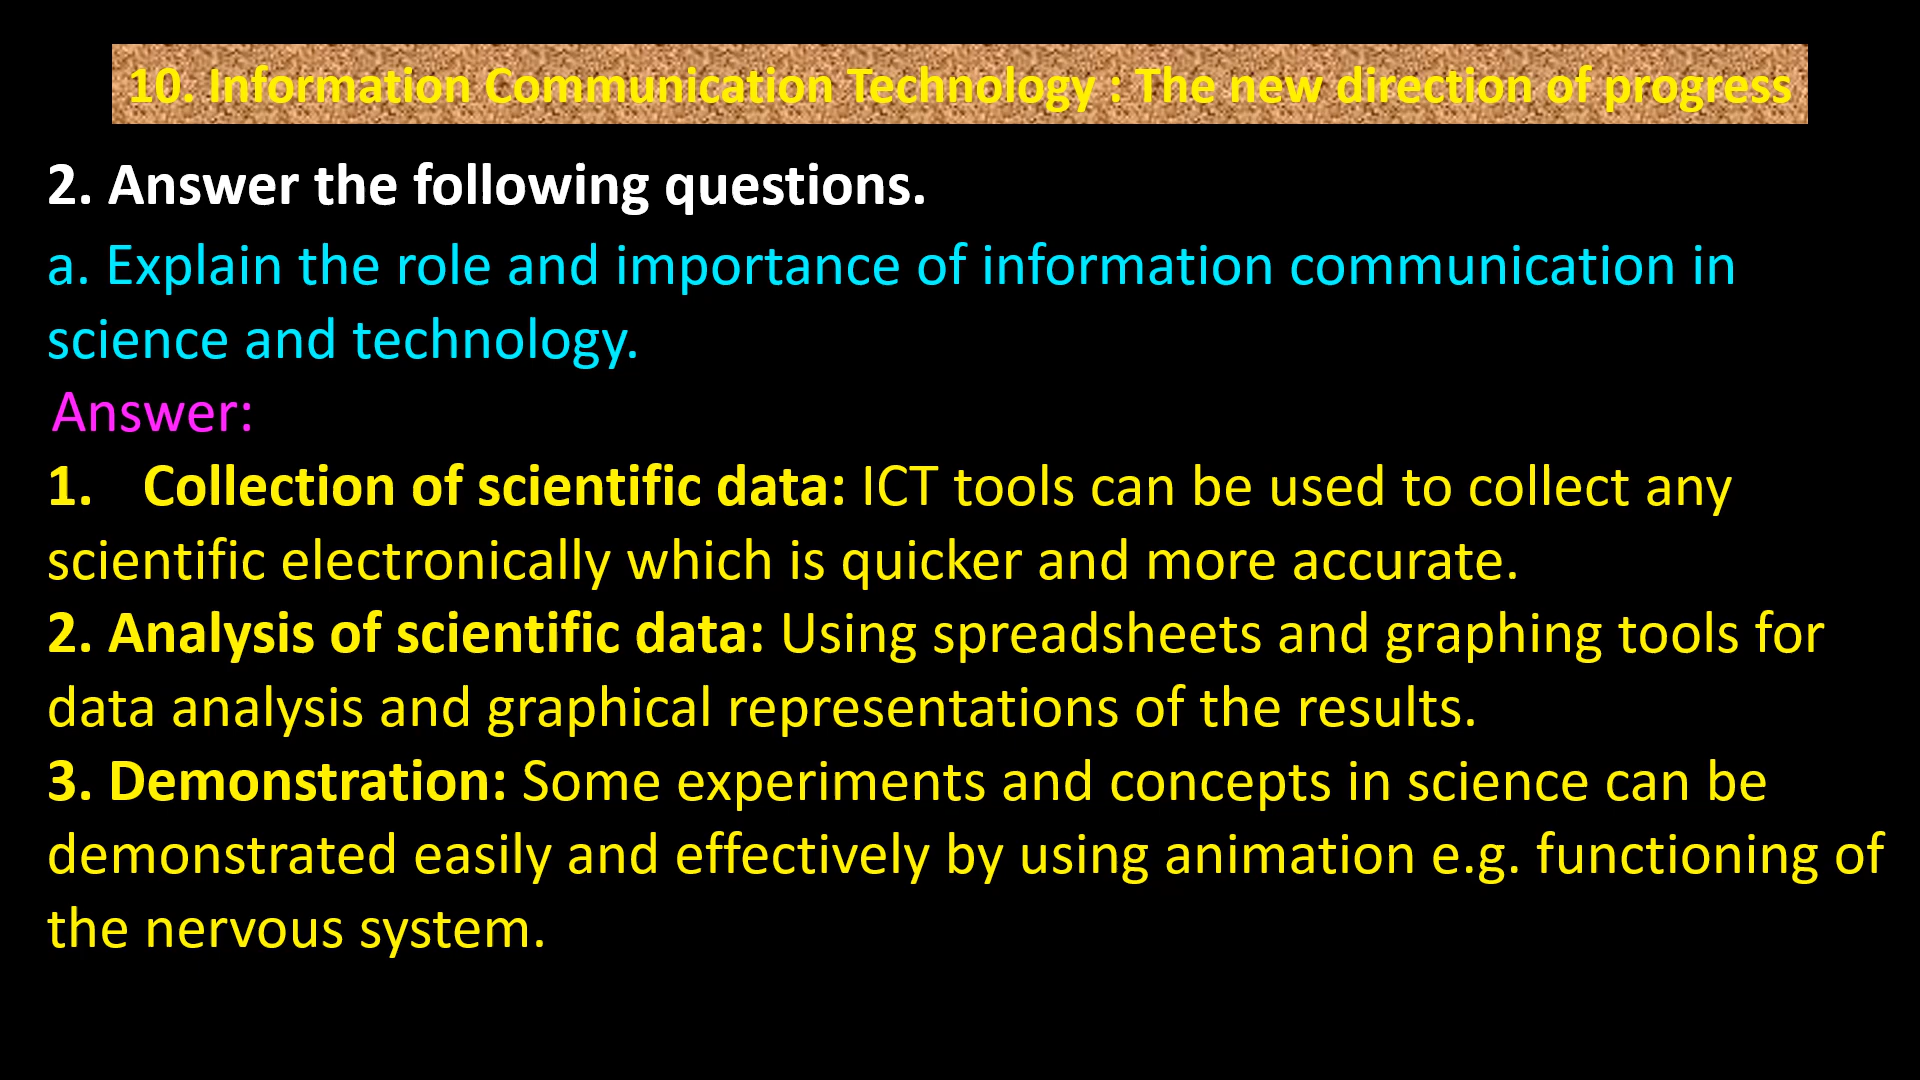 10. Information Communication Technology : The new direction of progress
2. Answer the following questions.
a. Explain the role and importance of information communication in
science and technology.
Answer:
1. Collection of scientific data: ICT tools can be used to collect any
scientific electronically which is quicker and more accurate.
2. Analysis of scientific data: Using spreadsheets and graphing tools for
data analysis and graphical representations of the results.
3. Demonstration: Some experiments and concepts in science can be
demonstrated easily and effectively by using animation e.g. functioning of
the nervous system.